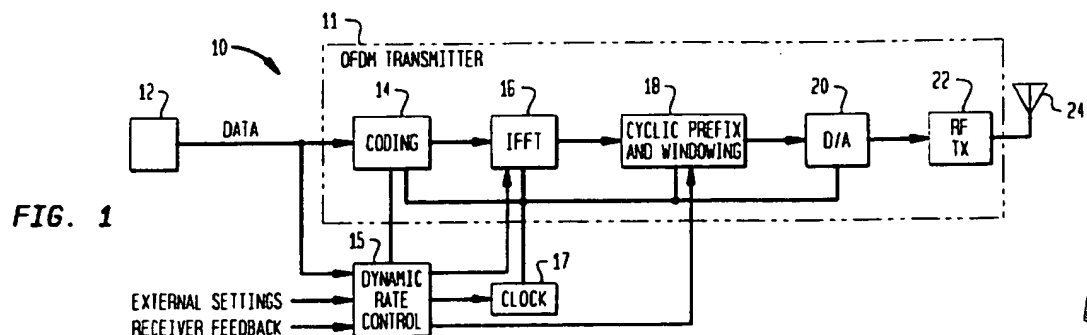 11
10
OFDM TRANSMITTER
12
14
16
18
20
22
24
DATA
CODING
IFFT
CYCLIC PREFIX
AND WINDOWING
D/A
RF
TX
FIG. 1
15
17
DYNAMIC
RATE
CONTROL
CLOCK
EXTERNAL SETTINGS
RECEIVER FEEDBACK